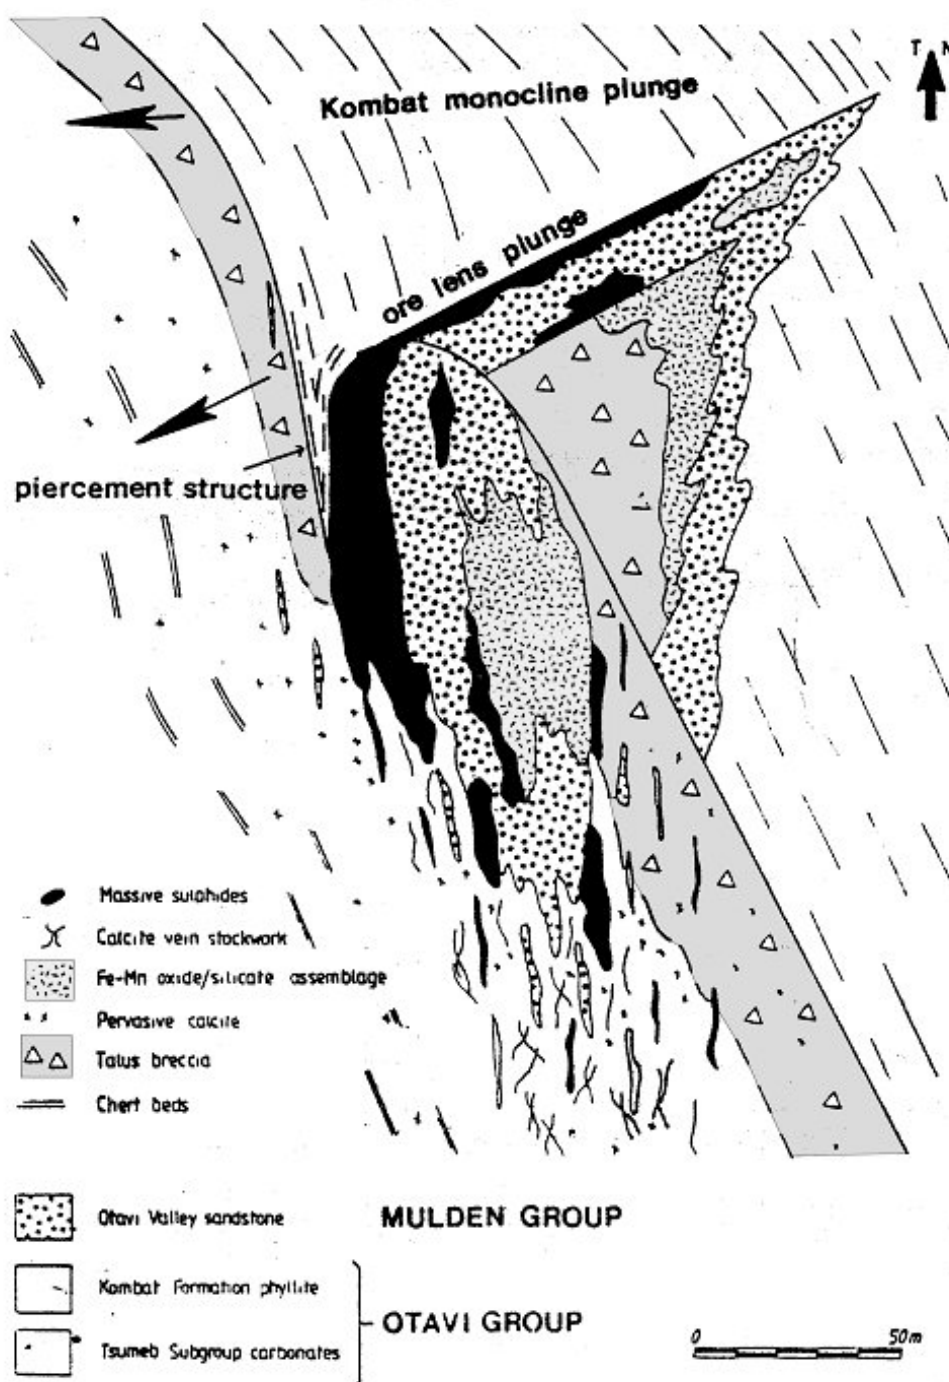 T N
Kombat monocline plunge
ore lens plunge
piercement structure
Massive sulphides
Calcite vein stockwork
Fe-Mn oxide/silicate assemblage
Pervasive calcite
Talus breccia
Chert beds
Otavi Valley sandstone
MULDEN GROUP
Kombat Formation phyllite
OTAVI GROUP
Tsumeb Subgroup carbonates
0 50m